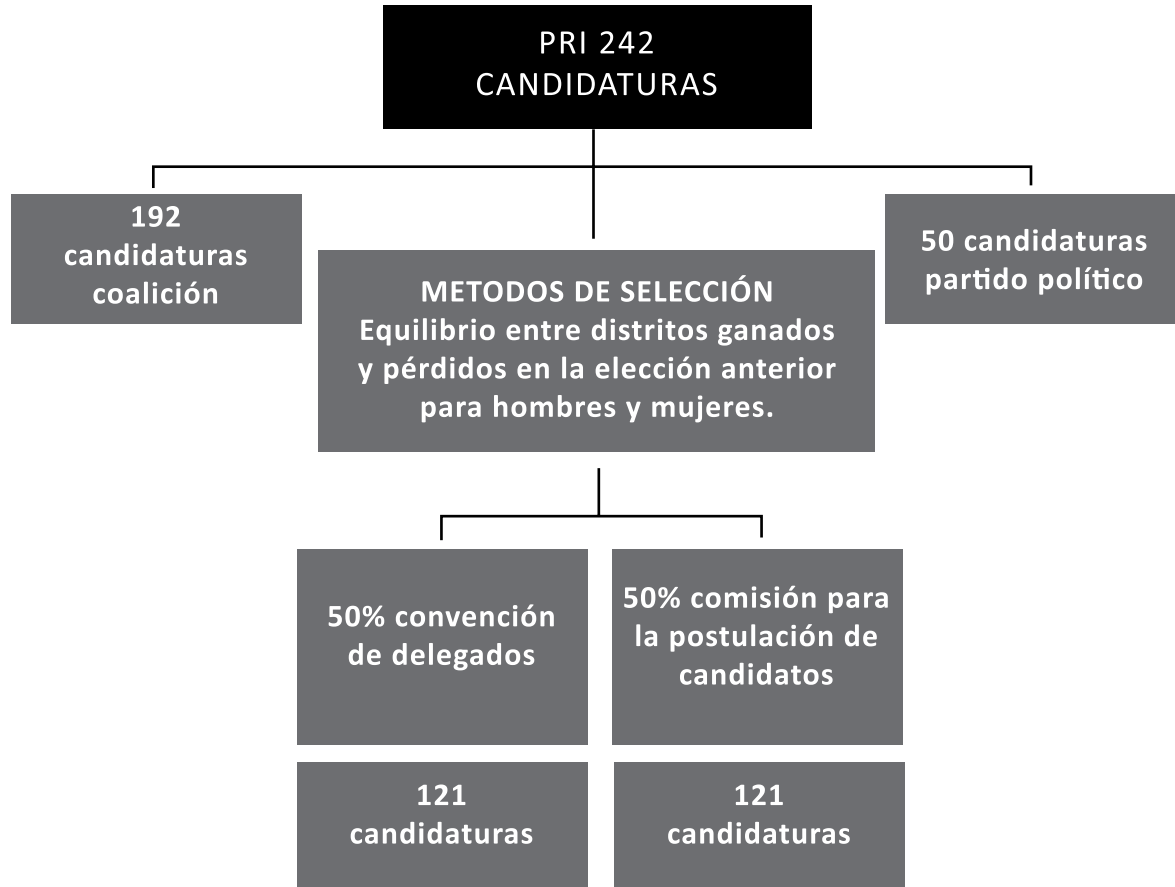 PRI 242
CANDIDATURAS
192
candidaturas
coalición
50 candidaturas
partido político
METODOS DE SELECCIÓN
Equilibrio entre distritos ganados
y pérdidos en la elección anterior
para hombres y mujeres.
50% convención
de delegados
50% comisión para
la postulación de
candidatos
121
candidaturas
121
candidaturas